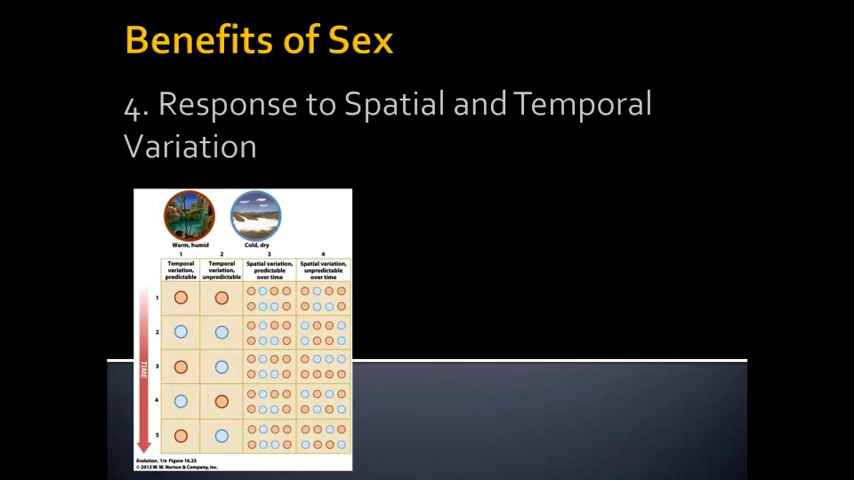 Benefits of Sex
4. Response to Spatial and Temporal
Variation
Warm, humid Cold, dry
1 2 3 4
Temporal variation, predictable
Temporal variation, unpredictable
Spatial variation, predictable over time
Spatial variation, unpredictable over time
1
2
3
4
5
TIME
Evolution, 1/e Figure 16.23
© 2012 W. W. Norton & Company, Inc.